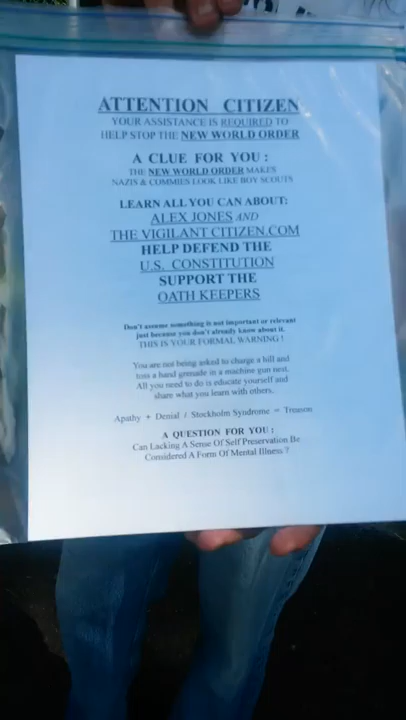 ATTENTION CITIZEN
YOUR ASSISTANCE IS REQUIRED TO
HELP STOP THE NEW WORLD ORDER
A CLUE FOR YOU :
THE NEW WORLD ORDER MAKES
NAZIS & COMMIES LOOK LIKE BOY SCOUTS
LEARN ALL YOU CAN ABOUT:
ALEX JONES AND
THE VIGILANT CITIZEN.COM
HELP DEFEND THE
U.S. CONSTITUTION
SUPPORT THE
OATH KEEPERS
Don't assume something is not important or relevant
just because you don't already know about it.
THIS IS YOUR FORMAL WARNING !
You are not being asked to charge a hill and
toss a hand grenade in a machine gun nest.
All you need to do is educate yourself and
share what you learn with others.
Apathy + Denial / Stockholm Syndrome = Treason
A QUESTION FOR YOU :
Can Lacking A Sense Of Self Preservation Be
Considered A Form Of Mental Illness ?